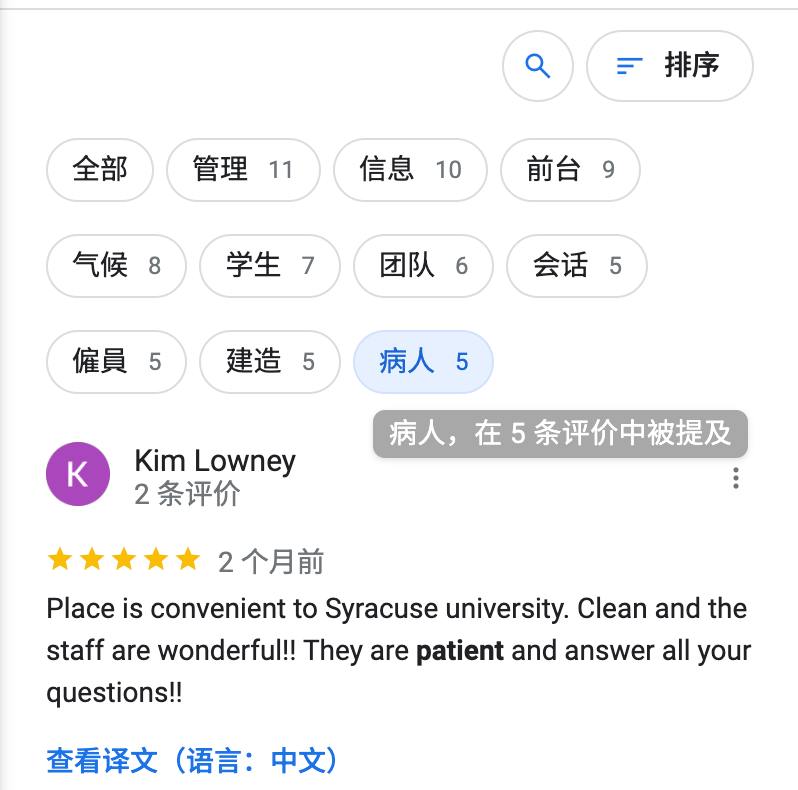 排序
全部 管理 11 信息 10 前台 9
气候 8 学生 7 团队 6 会话 5
僱員 5 建造 5 病人 5
病人，在 5 条评价中被提及
K Kim Lowney
2 条评价
2 个月前
Place is convenient to Syracuse university. Clean and the
staff are wonderful!! They are patient and answer all your
questions!!
查看译文（语言：中文）